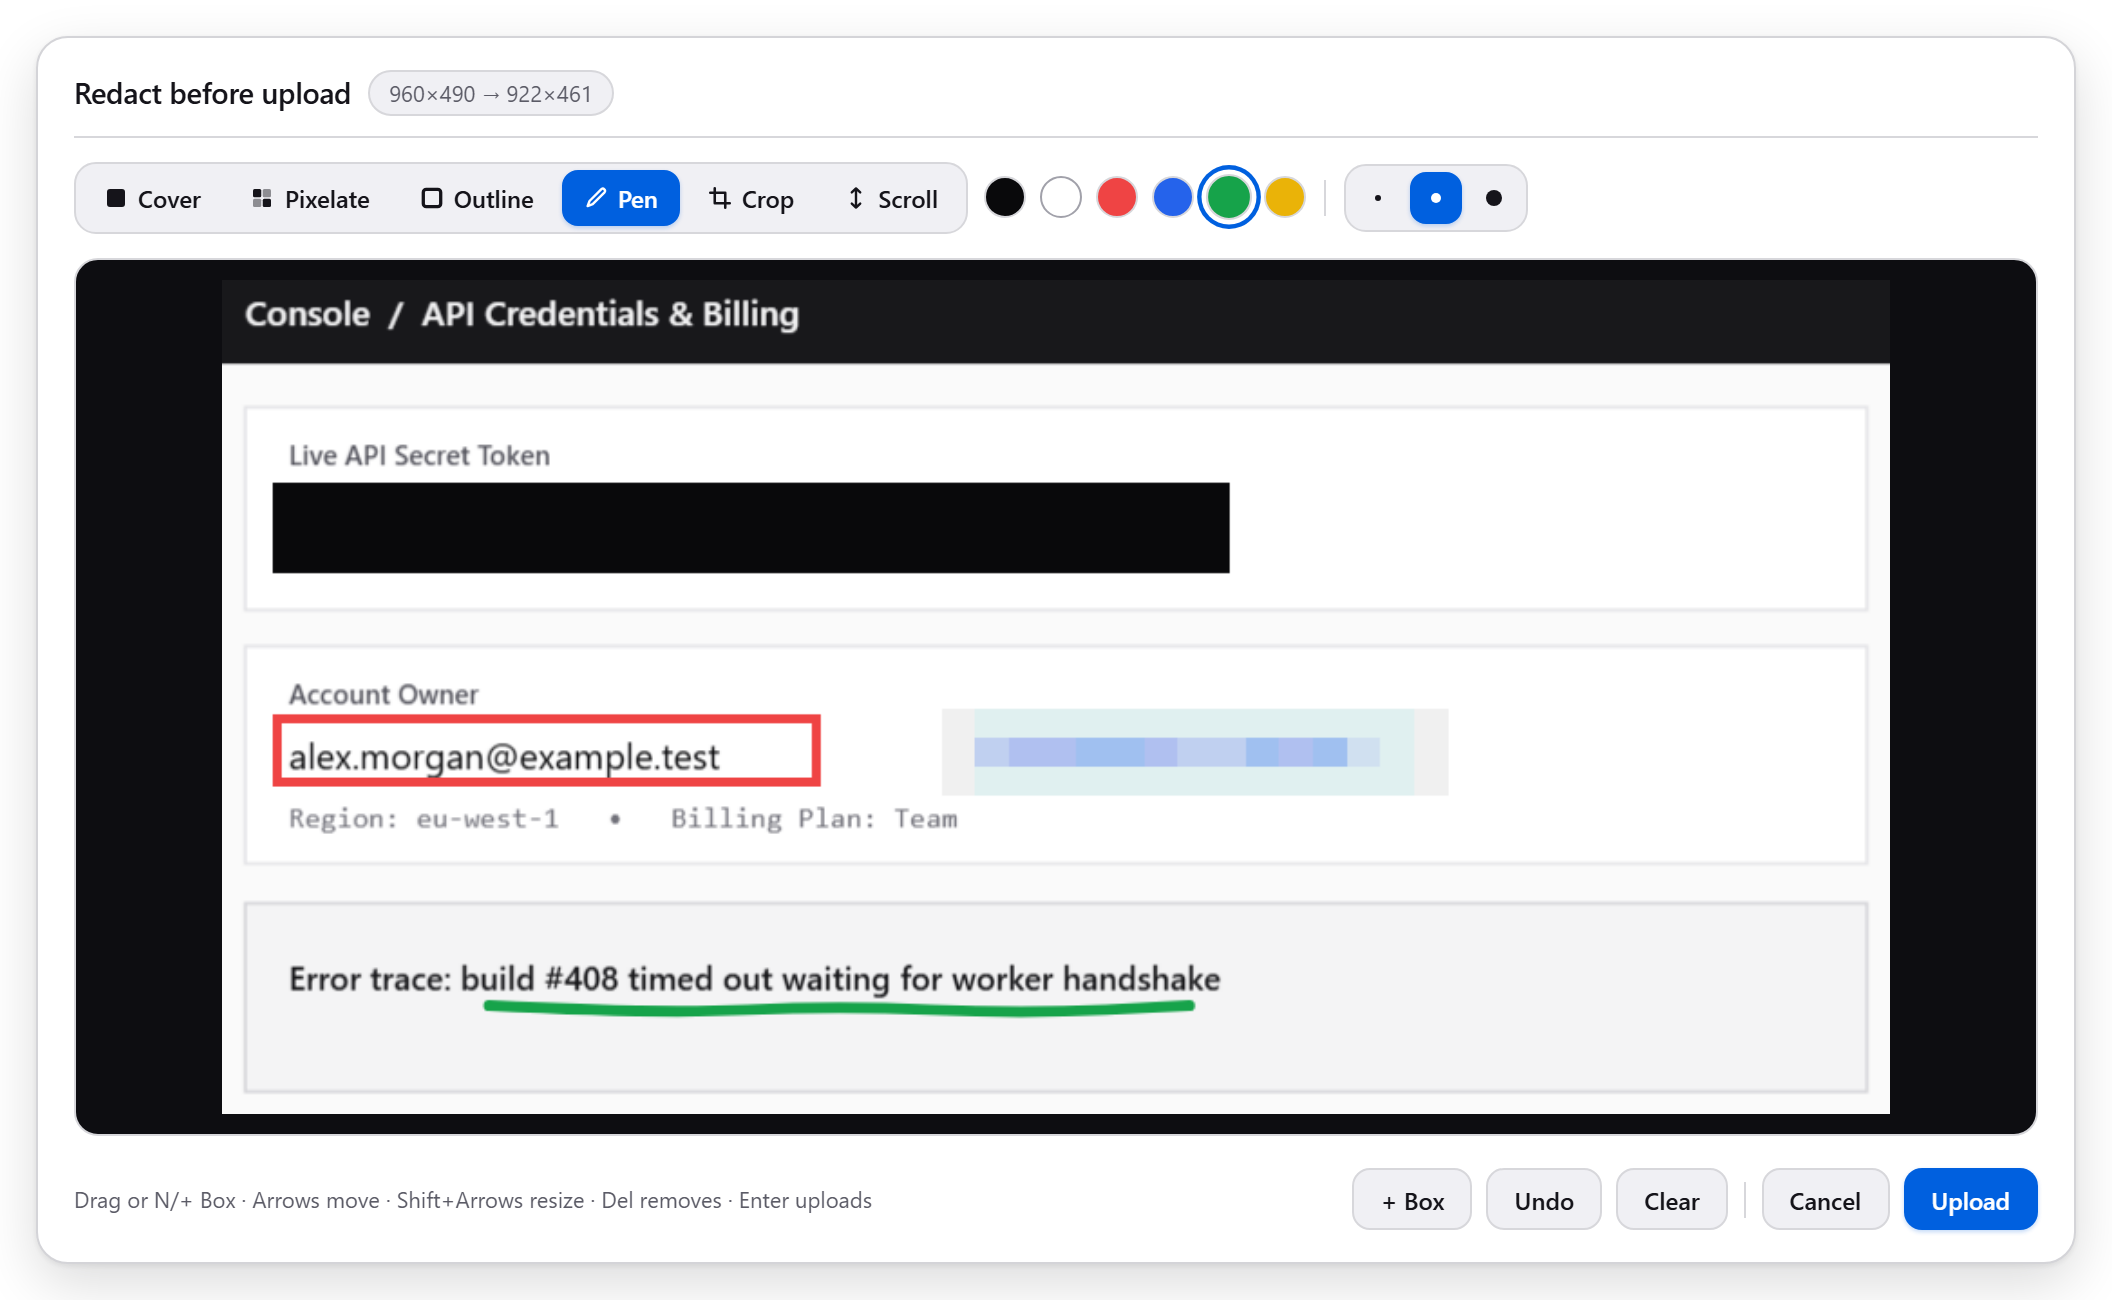 Redact before upload 960×490 → 922×461
Cover Pixelate Outline Pen Crop Scroll
Console / API Credentials & Billing
Live API Secret Token
Account Owner
alex.morgan@example.test
Region: eu-west-1 • Billing Plan: Team
Error trace: build #408 timed out waiting for worker handshake
Drag or N/+ Box · Arrows move · Shift+Arrows resize · Del removes · Enter uploads
+ Box Undo Clear Cancel Upload